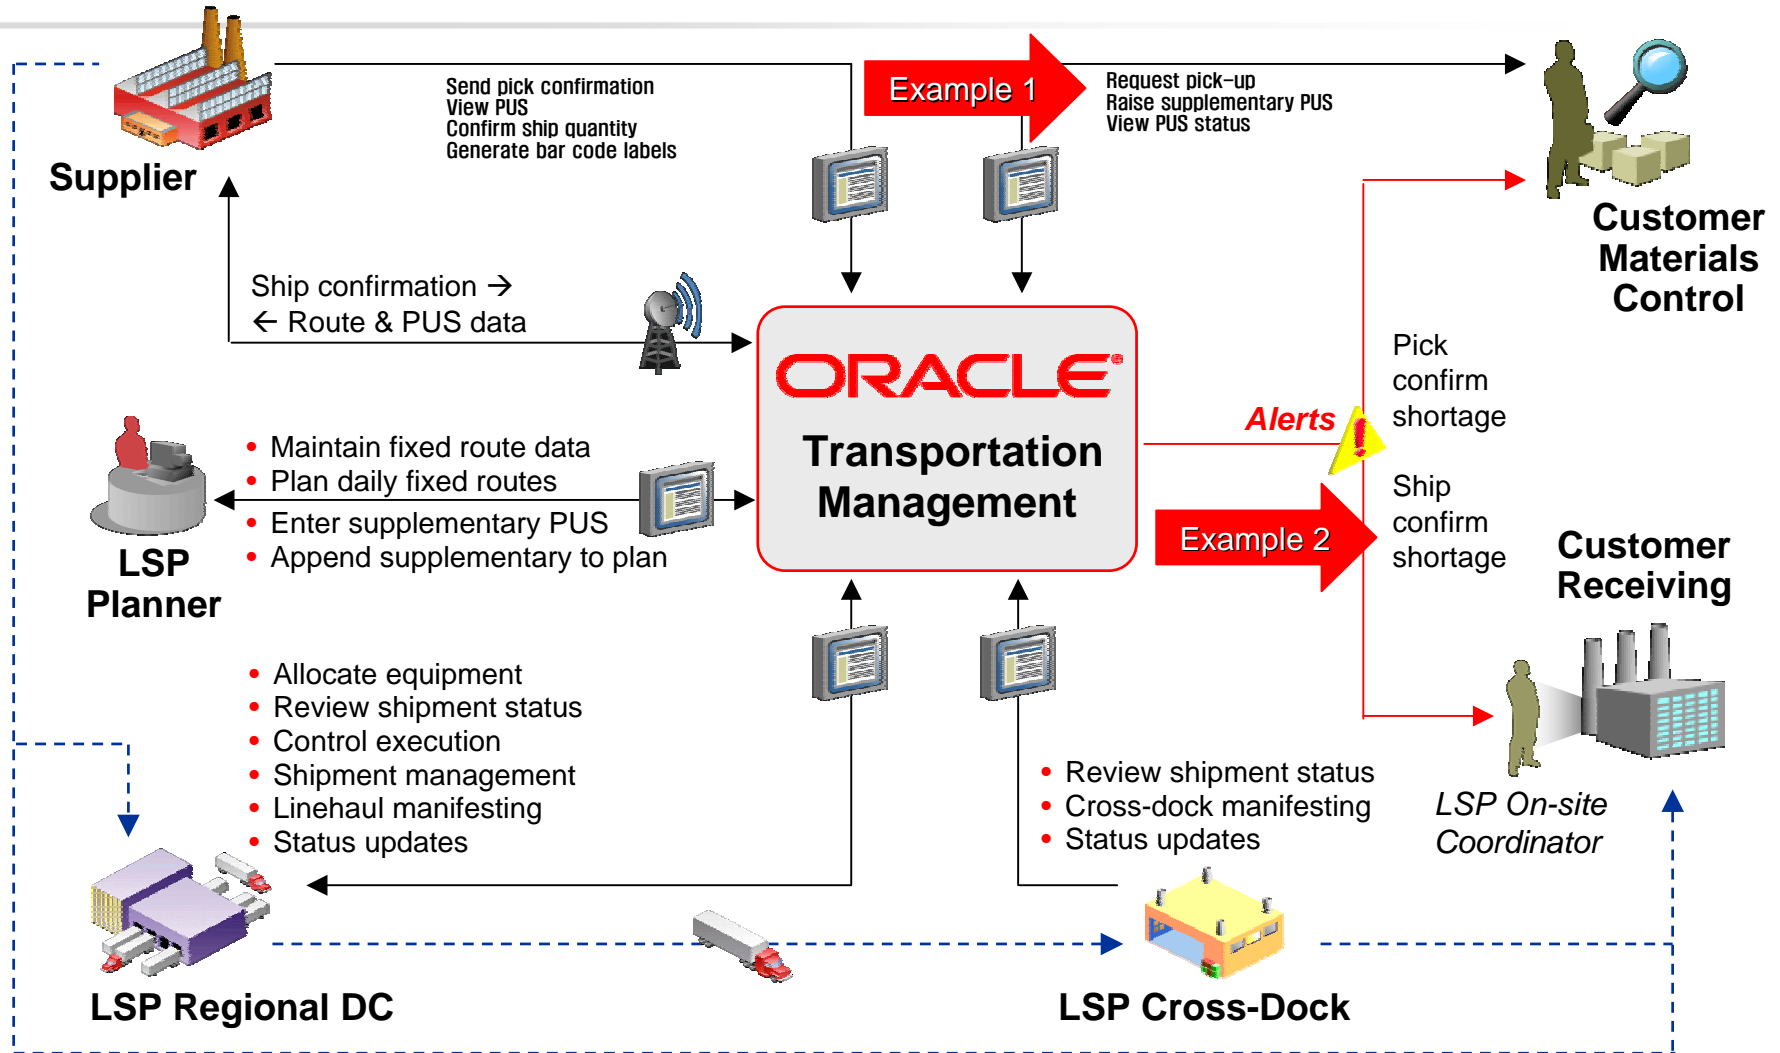 Send pick confirmation
View PUS
Confirm ship quantity
Generate bar code labels
Example 1
Request pick-up
Raise supplementary PUS
View PUS status
Supplier
Customer
Materials
Control
Ship confirmation →
← Route & PUS data
ORACLE®
Transportation
Management
Alerts
!
Pick
confirm
shortage
• Maintain fixed route data
• Plan daily fixed routes
• Enter supplementary PUS
• Append supplementary to plan
LSP
Planner
Example 2
Ship
confirm
shortage
Customer
Receiving
• Allocate equipment
• Review shipment status
• Control execution
• Shipment management
• Linehaul manifesting
• Status updates
• Review shipment status
• Cross-dock manifesting
• Status updates
LSP On-site
Coordinator
LSP Regional DC
LSP Cross-Dock